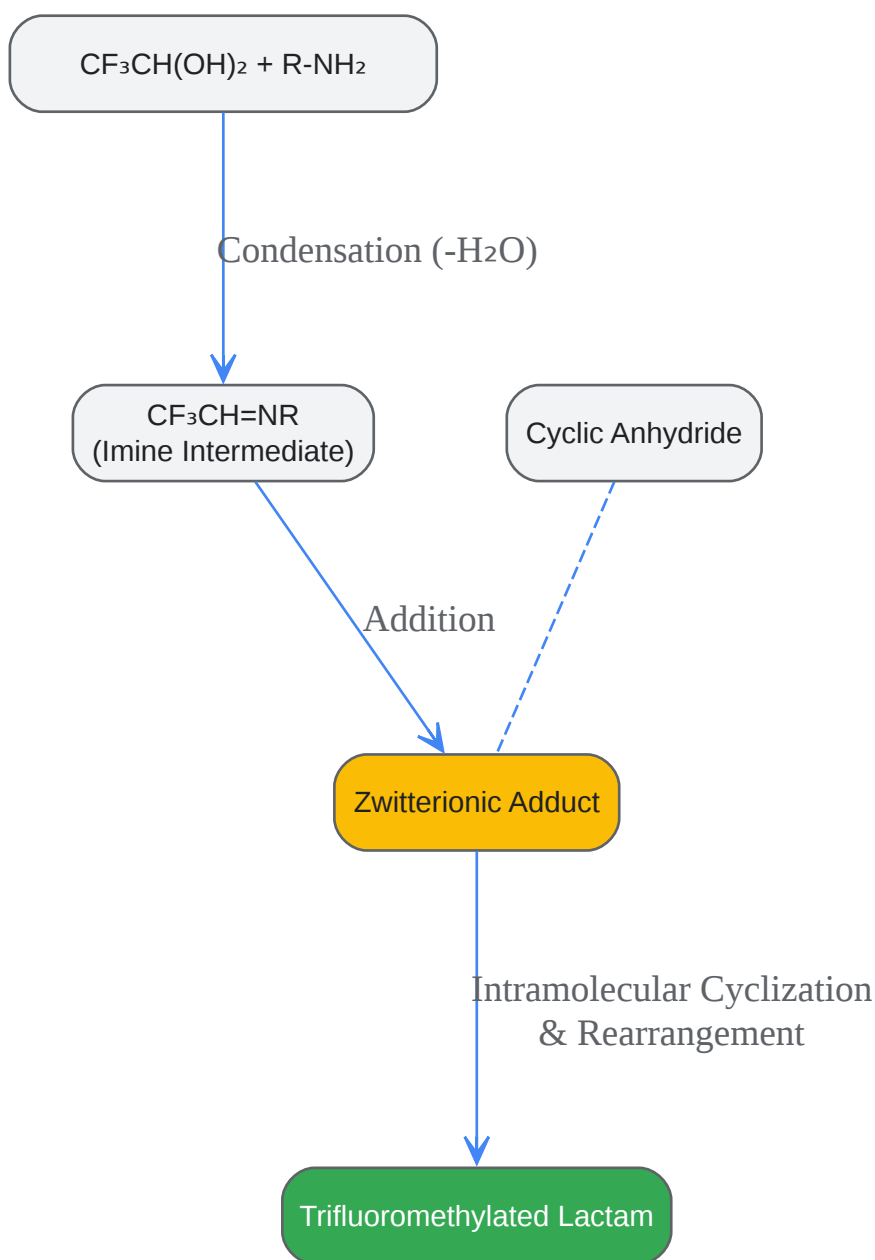 CF₃CH(OH)₂ + R-NH₂
Condensation (-H₂O)
CF₃CH=NR
(Imine Intermediate)
Cyclic Anhydride
Addition
Zwitterionic Adduct
Intramolecular Cyclization
& Rearrangement
Trifluoromethylated Lactam